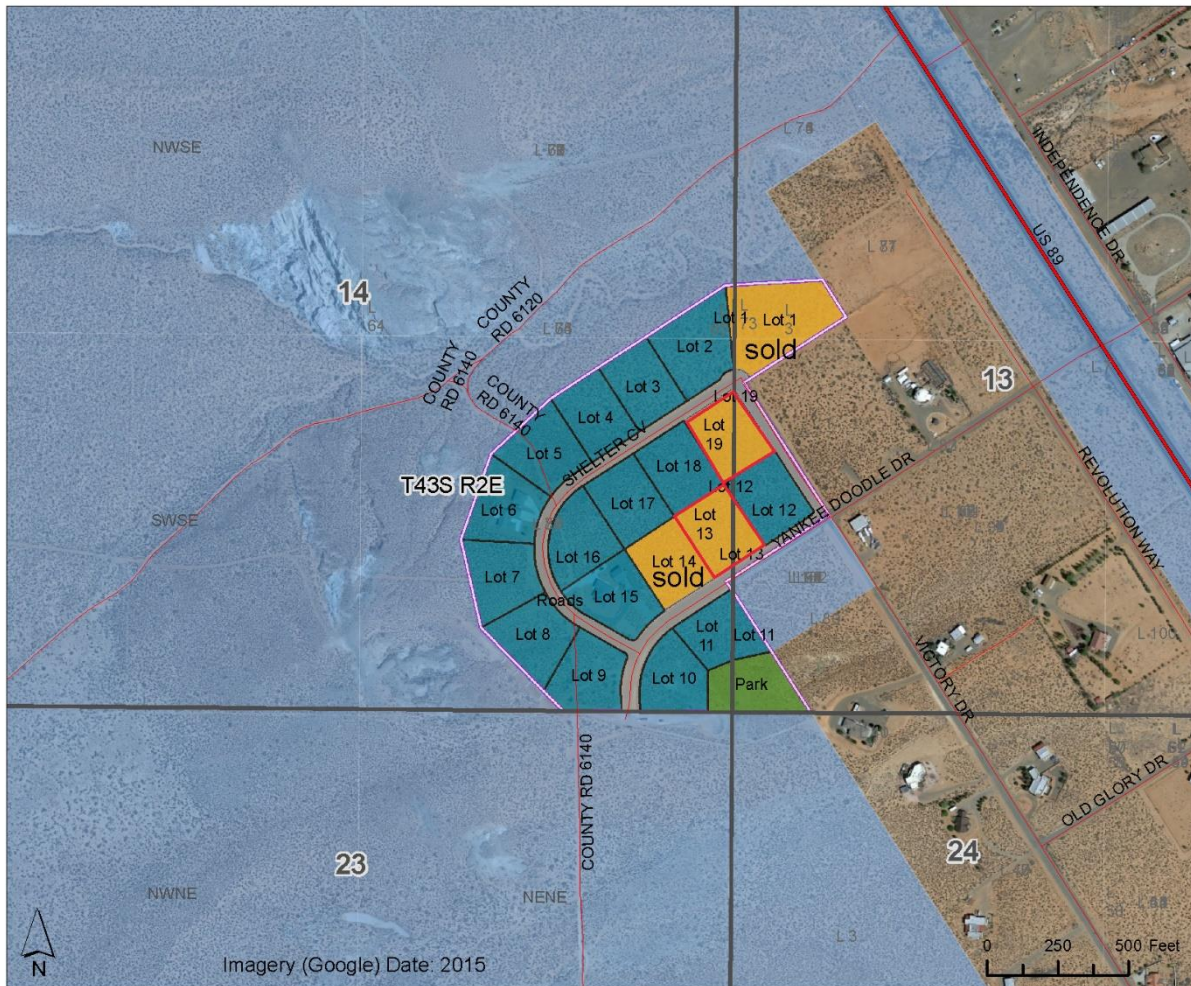 NWSE
INDEPENDENCE DR
US 89
14
L
64
COUNTY
RD 6120
COUNTY
RD 6140
COUNTY
RD 6140
Lot 1
Lot 1
sold
Lot 2
Lot 3
Lot 4
Lot 5
Lot 6
Lot 7
Lot 8
Lot 9
Lot 10
Lot
11
Lot 11
Park
Lot 12
Lot 12
Lot
13
Lot 13
Lot 14
sold
Lot 15
Lot 16
Lot 17
Lot 18
Lot
19
Lot 19
SHELTER CV
Roads
T43S R2E
SWSE
13
YANKEE DOODLE DR
REVOLUTION WAY
VICTORY DR
L 100
OLD GLORY DR
COUNTY RD 6140
23
24
NWNE
NENE
L 3
N
Imagery (Google) Date: 2015
0 250 500 Feet